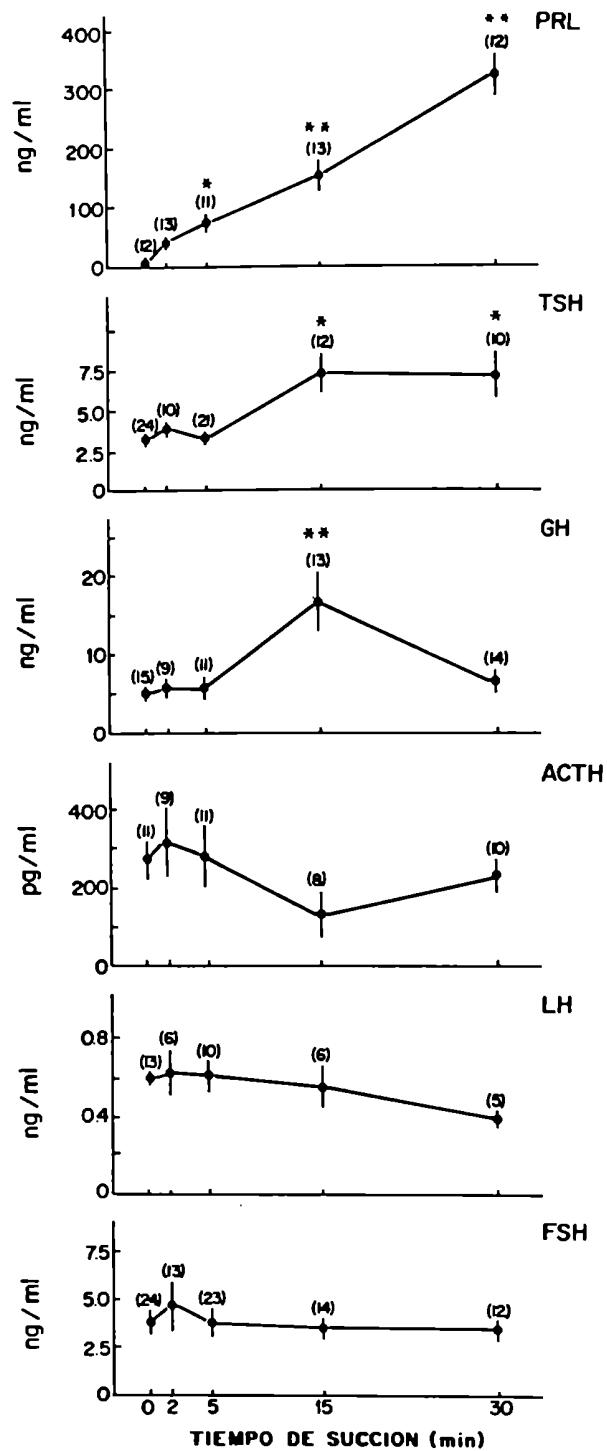 PRL
**
400 (12)
300
ng/ml
**
200 (13)
*
100 (11)
(13)
(12)
0
TSH
* *
(12) (10)
7.5
ng/ml
5.0 (24) (10) (21)
2.5
0
GH
**
(13)
20
ng/ml
10 (15) (9) (11) (14)
0
ACTH
400 (9)
(11) (11) (10)
pg/ml
200 (8)
0
LH
0.8 (13) (6) (10) (6)
ng/ml
0.4 (5)
0
FSH
7.5
(24) (13) (23) (14) (12)
ng/ml
5.0
2.5
0
0 2 5 15 30
TIEMPO DE SUCCION (min)